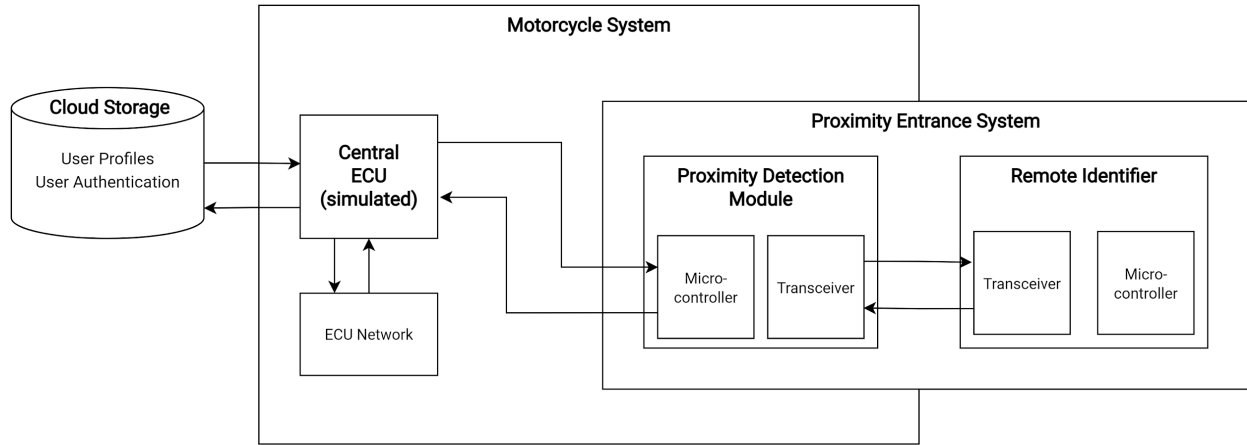 Motorcycle System
Cloud Storage
User Profiles
User Authentication
Central
ECU
(simulated)
ECU Network
Proximity Entrance System
Proximity Detection
Module
Micro-
controller
Transceiver
Remote Identifier
Transceiver
Micro-
controller